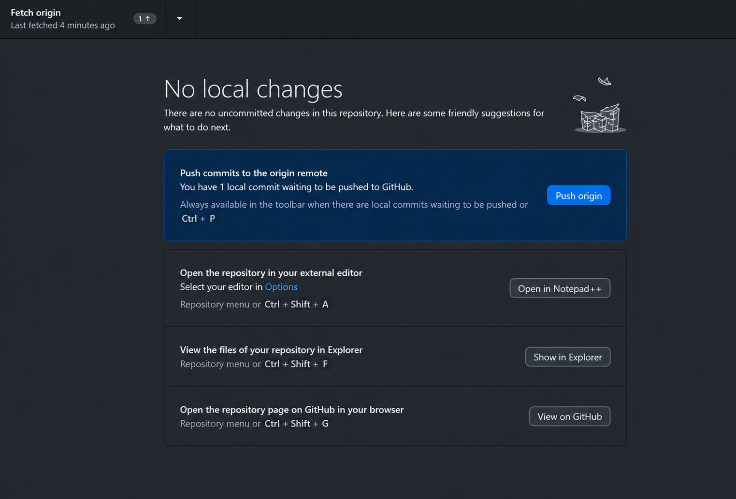 Fetch origin
Last fetched 4 minutes ago
1 ↑
No local changes
There are no uncommitted changes in this repository. Here are some friendly suggestions for
what to do next.
Push commits to the origin remote
You have 1 local commit waiting to be pushed to GitHub.
Always available in the toolbar when there are local commits waiting to be pushed or
Ctrl + P
Push origin
Open the repository in your external editor
Select your editor in Options
Repository menu or Ctrl + Shift + A
Open in Notepad++
View the files of your repository in Explorer
Repository menu or Ctrl + Shift + F
Show in Explorer
Open the repository page on GitHub in your browser
Repository menu or Ctrl + Shift + G
View on GitHub